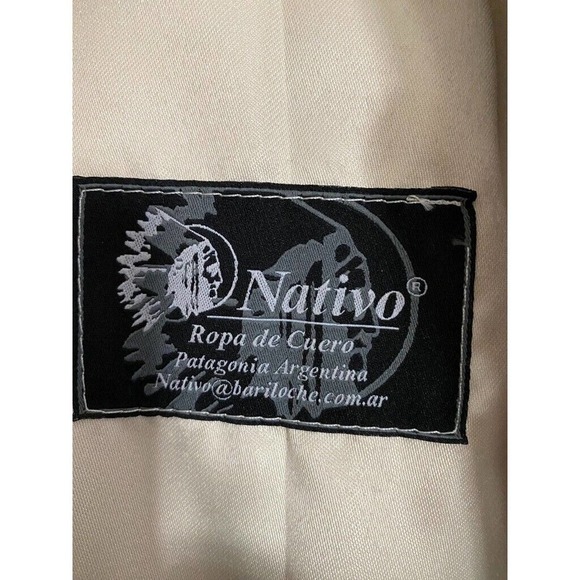 Nativo®
Ropa de Cuero
Patagonia Argentina
Nativo@bariloche.com.ar